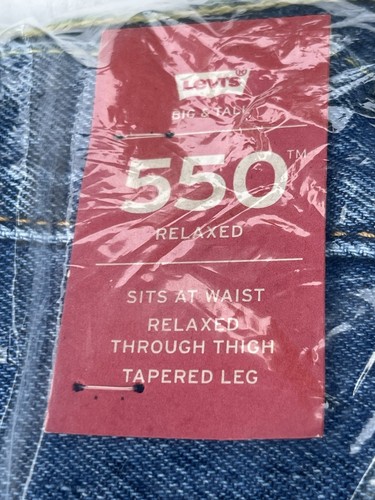 Levi's
BIG & TALL
550™
RELAXED
SITS AT WAIST
RELAXED
THROUGH THIGH
TAPERED LEG